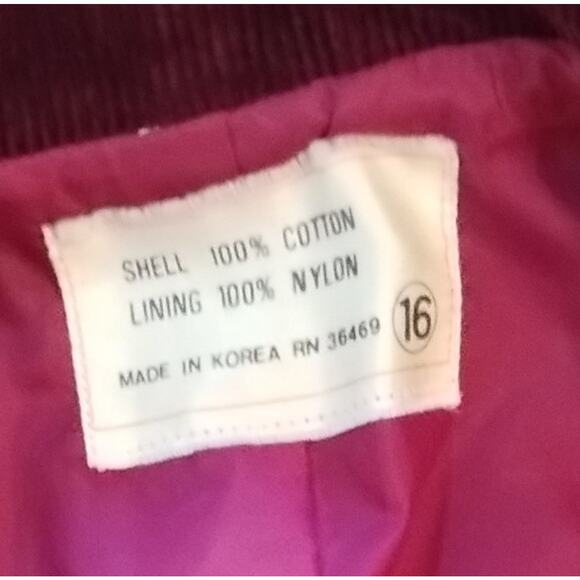 SHELL 100% COTTON
LINING 100% NYLON
MADE IN KOREA RN 36469
16